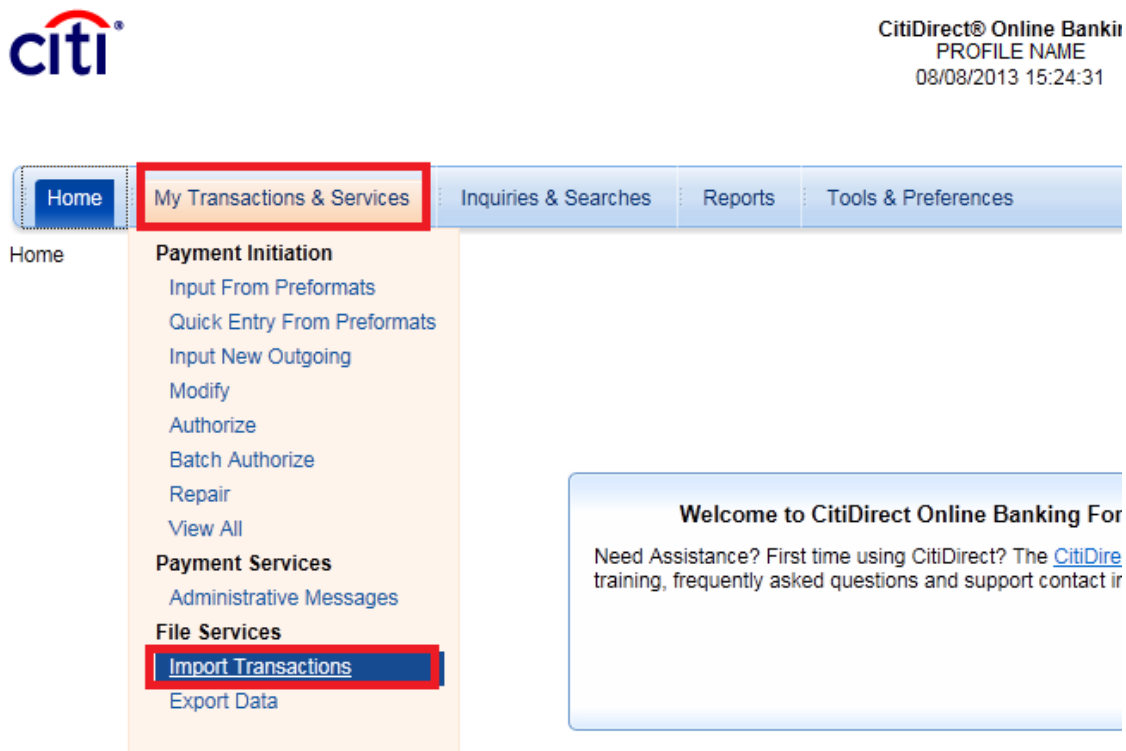 citi®
CitiDirect® Online Bankin
PROFILE NAME
08/08/2013 15:24:31
Home My Transactions & Services Inquiries & Searches Reports Tools & Preferences
Home
Payment Initiation
Input From Preformats
Quick Entry From Preformats
Input New Outgoing
Modify
Authorize
Batch Authorize
Repair
View All
Payment Services
Administrative Messages
File Services
Import Transactions
Export Data
Welcome to CitiDirect Online Banking For
Need Assistance? First time using CitiDirect? The CitiDire
training, frequently asked questions and support contact in